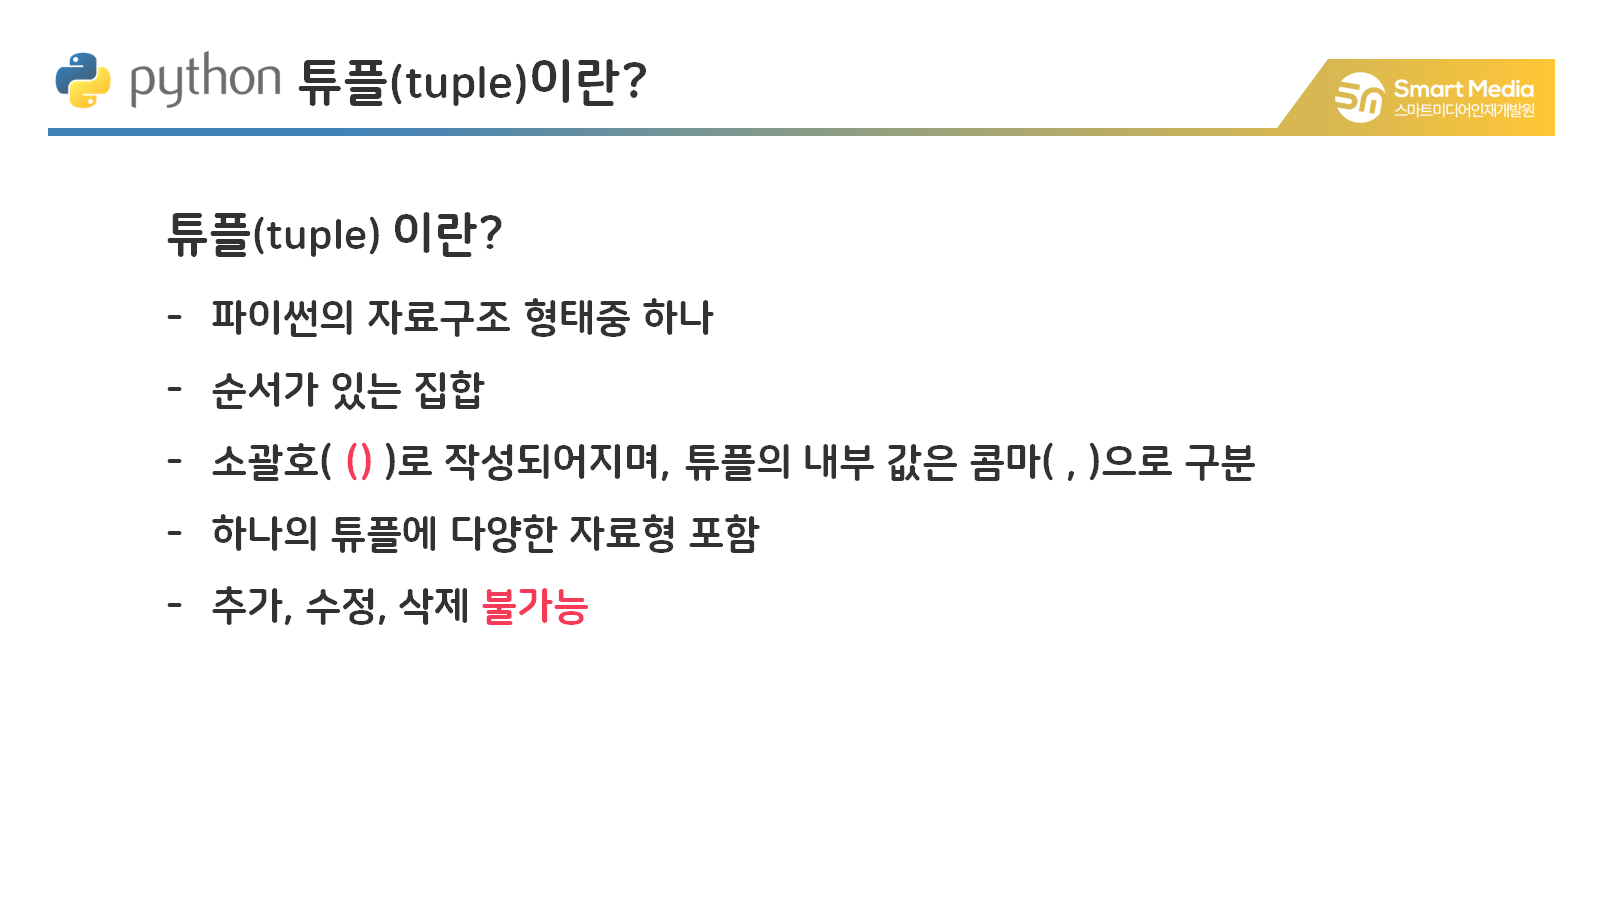 python 튜플(tuple)이란?
Smart Media
스마트미디어인재개발원
튜플(tuple) 이란?
- 파이썬의 자료구조 형태중 하나
- 순서가 있는 집합
- 소괄호( () )로 작성되어지며, 튜플의 내부 값은 콤마( , )으로 구분
- 하나의 튜플에 다양한 자료형 포함
- 추가, 수정, 삭제 불가능